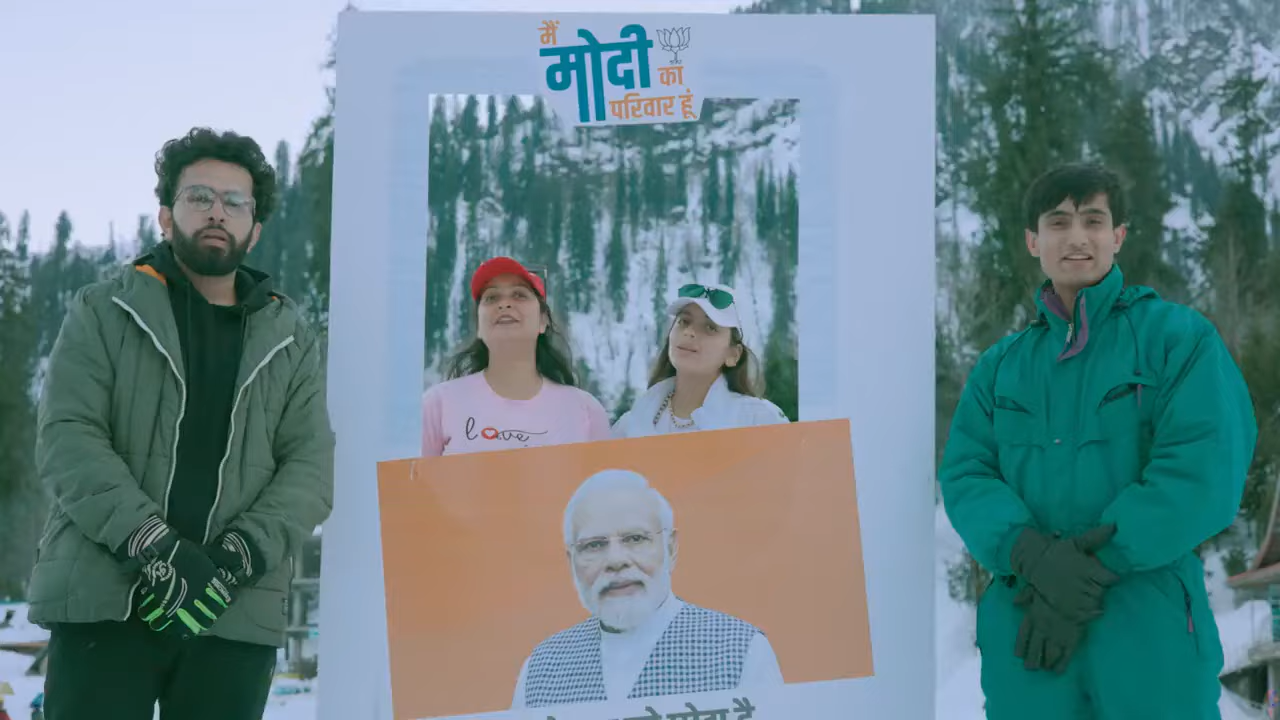 मैं
मोदी
का
परिवार हूं
love
मोदी है